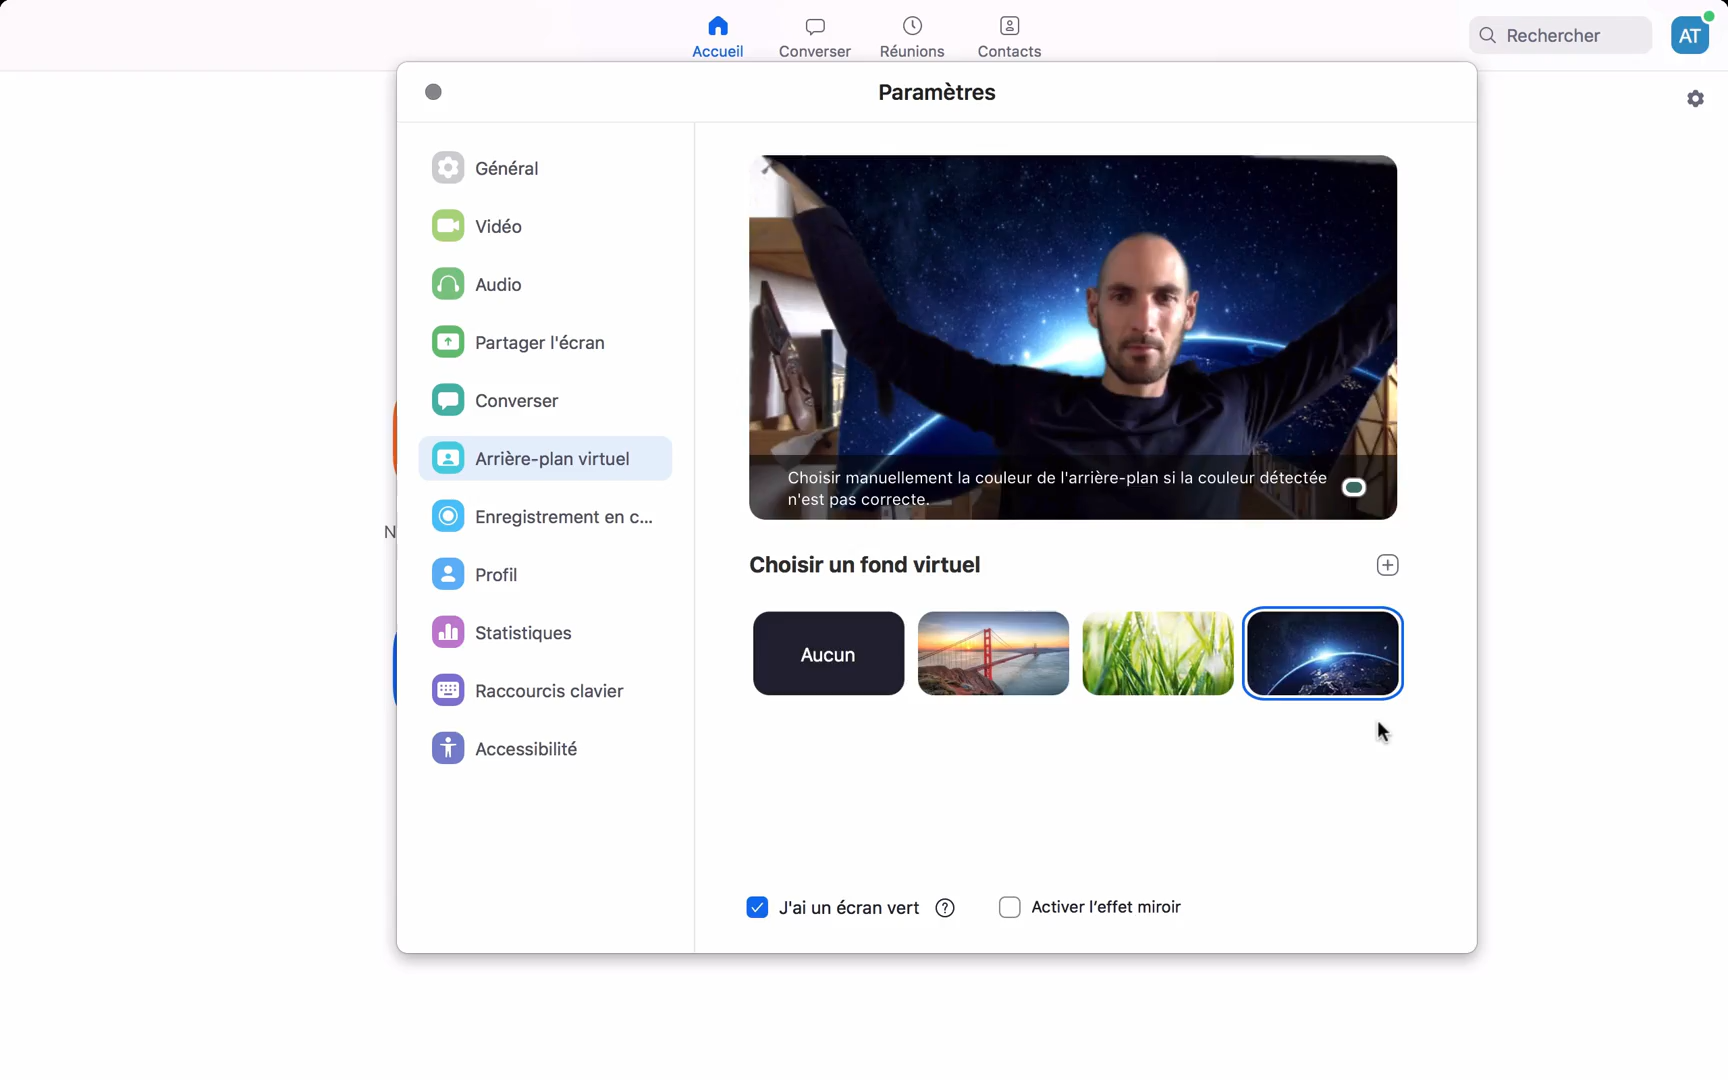 Accueil
Converser
Réunions
Contacts
Rechercher
AT
Paramètres
Général
Vidéo
Audio
Partager l'écran
Converser
Arrière-plan virtuel
Enregistrement en c...
Profil
Statistiques
Raccourcis clavier
Accessibilité
N
Choisir manuellement la couleur de l'arrière-plan si la couleur détectée
n'est pas correcte.
Choisir un fond virtuel
Aucun
J'ai un écran vert
Activer l’effet miroir